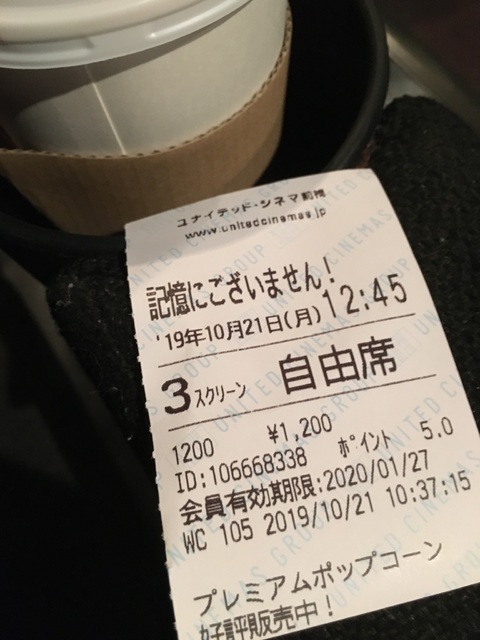 ユナイテッド・シネマ前橋
www.unitedcinemas.jp
記憶にございません! 12:45
'19年10月21日(月)
3スクリーン 自由席
1200 ¥1,200 ポイント 5.0
ID:106668338
会員有効期限:2020/01/27
WC 105 2019/10/21 10:37:15
プレミアムポップコーン
好評販売中!
UNITED CINEMAS GROUP